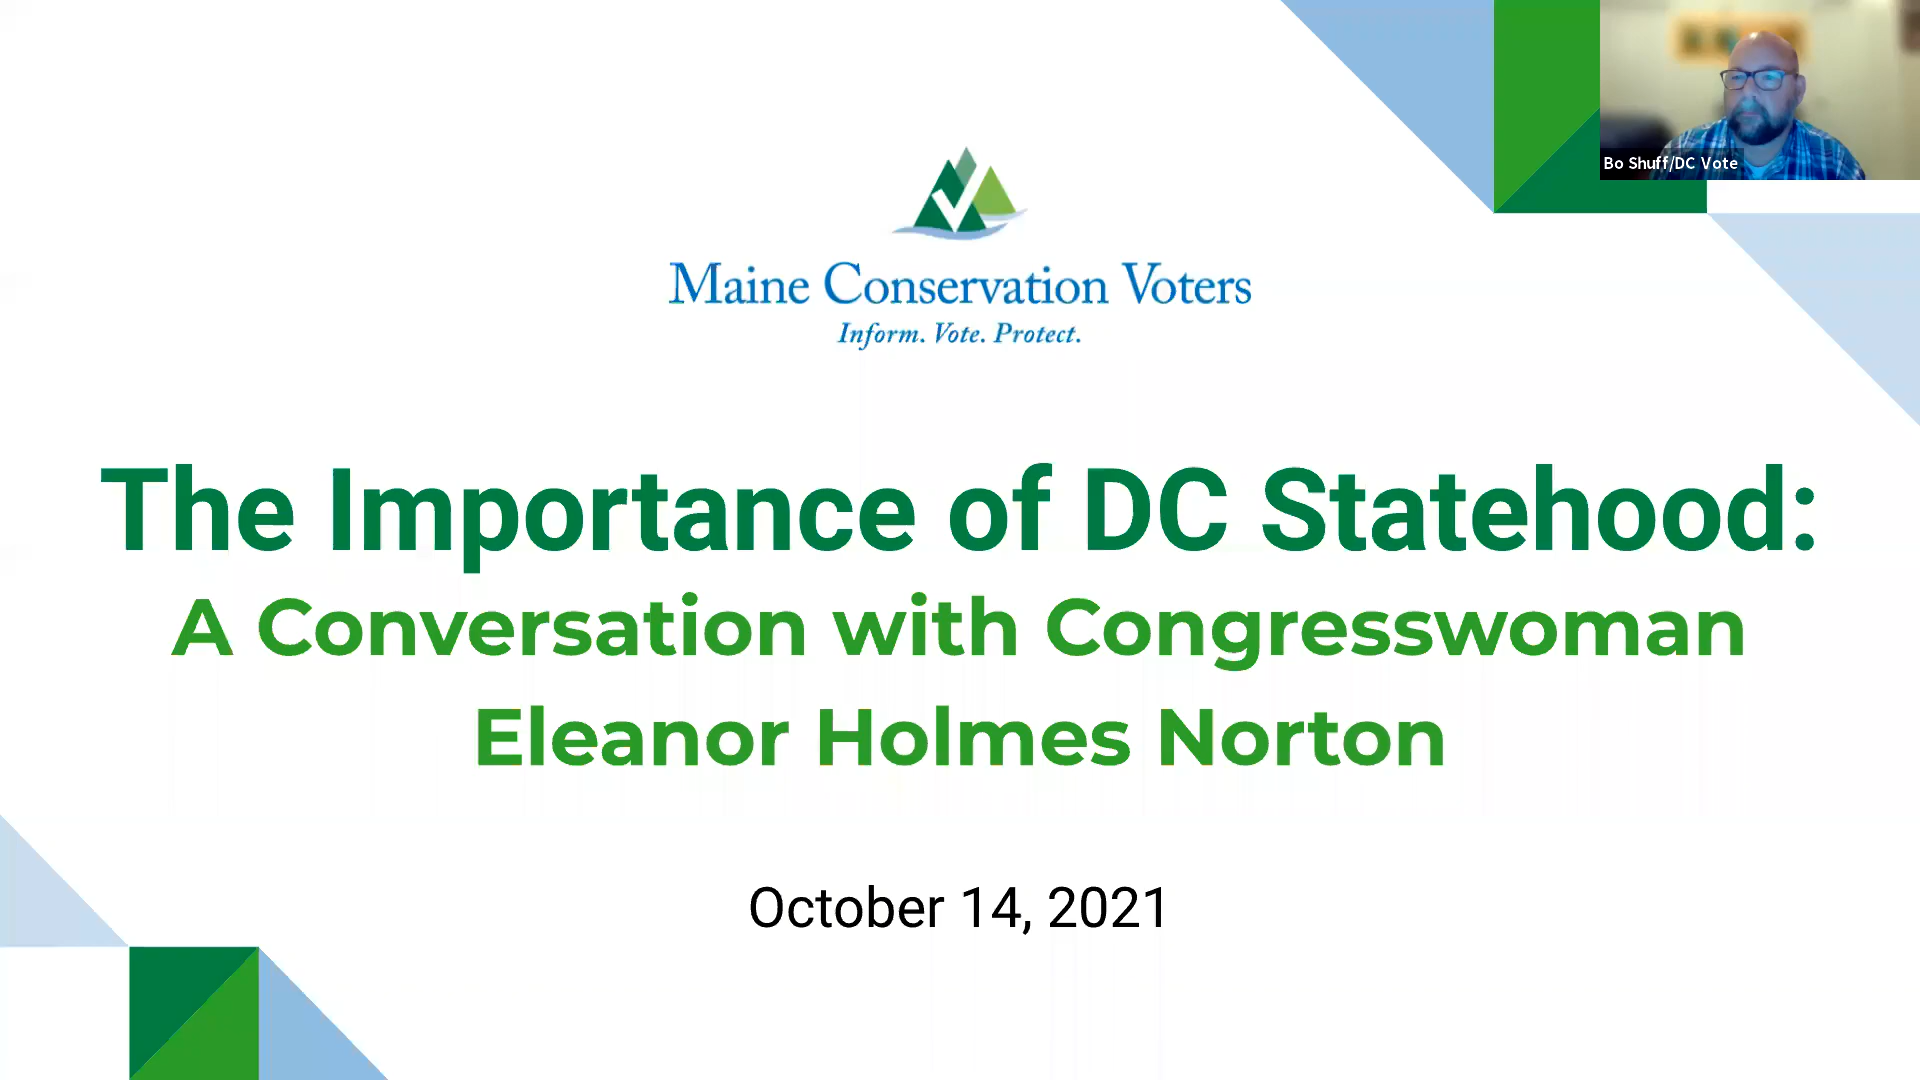 Bo Shuff/DC Vote
Maine Conservation Voters
Inform. Vote. Protect.
The Importance of DC Statehood:
A Conversation with Congresswoman
Eleanor Holmes Norton
October 14, 2021